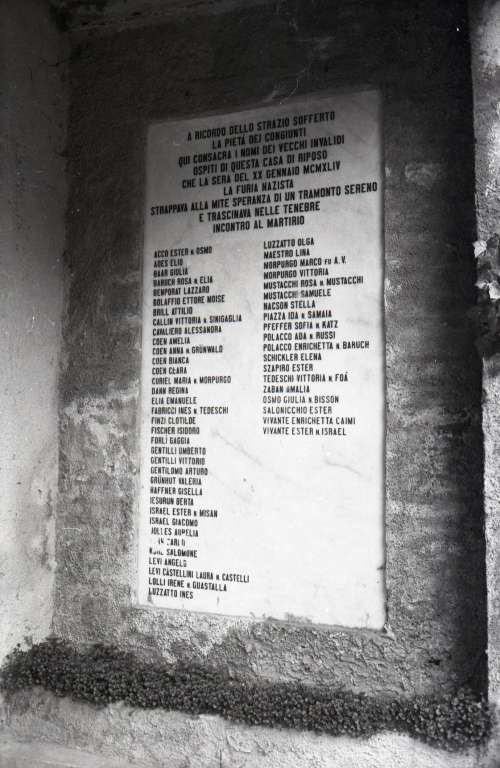 A RICORDO DELLO STRAZIO SOFFERTO
LA PIETÀ DEI CONGIUNTI
QUI CONSACRA I NOMI DEI VECCHI INVALIDI
OSPITI DI QUESTA CASA DI RIPOSO
CHE LA SERA DEL XX GENNAIO MCMXLIV
LA FURIA NAZISTA
STRAPPAVA ALLA MITE SPERANZA DI UN TRAMONTO SERENO
E TRASCINAVA NELLE TENEBRE
INCONTRO AL MARTIRIO
ACCO ESTER N. OSMO
ADES ELIO
BAAR GIULIA
BARUCH ROSA N. ELIA
BENPORAT LAZZARO
BOLAFFIO ETTORE MOISE
BRILL ATTILIO
CALLIN VITTORIA N. SINIGAGLIA
CAVALIERO ALESSANDRA
COEN AMELIA
COEN ANNA N. GRÜNWALD
COEN BIANCA
COEN CLARA
CURIEL MARIA N. MORPURGO
DANN REGINA
ELIA EMANUELE
FABRICCI INES N. TEDESCHI
FINZI CLOTILDE
FISCHER ISIDORO
FORLÌ GAGGIA
GENTILLI UMBERTO
GENTILLI VITTORIO
GENTILOMO ARTURO
GRÜNHUT VALERIA
HAFFNER GISELLA
IESURUN BERTA
ISRAEL ESTER N. MISAN
ISRAEL GIACOMO
JOLLES AURELIA
CARLO
SALOMONE
LEVI ANGELO
LEVI CASTELLINI LAURA N. CASTELLI
LOLLI IRENE N. GUASTALLA
LUZZATTO INES
LUZZATTO OLGA
MAESTRO LINA
MORPURGO MARCO FU A. V.
MORPURGO VITTORIA
MUSTACCHI ROSA N. MUSTACCHI
MUSTACCHI SAMUELE
NACSON STELLA
PIAZZA IDA N. SAMAIA
PFEFFER SOFIA N. KATZ
POLACCO ADA N. RUSSI
POLACCO ENRICHETTA N. BARUCH
SCHICKLER ELENA
SZAPIRO ESTER
TEDESCHI VITTORIA N. FOÁ
ZABAN AMALIA
OSMO GIULIA N. BISSON
SALONICCHIO ESTER
VIVANTE ENRICHETTA CAIMI
VIVANTE ESTER N. ISRAEL